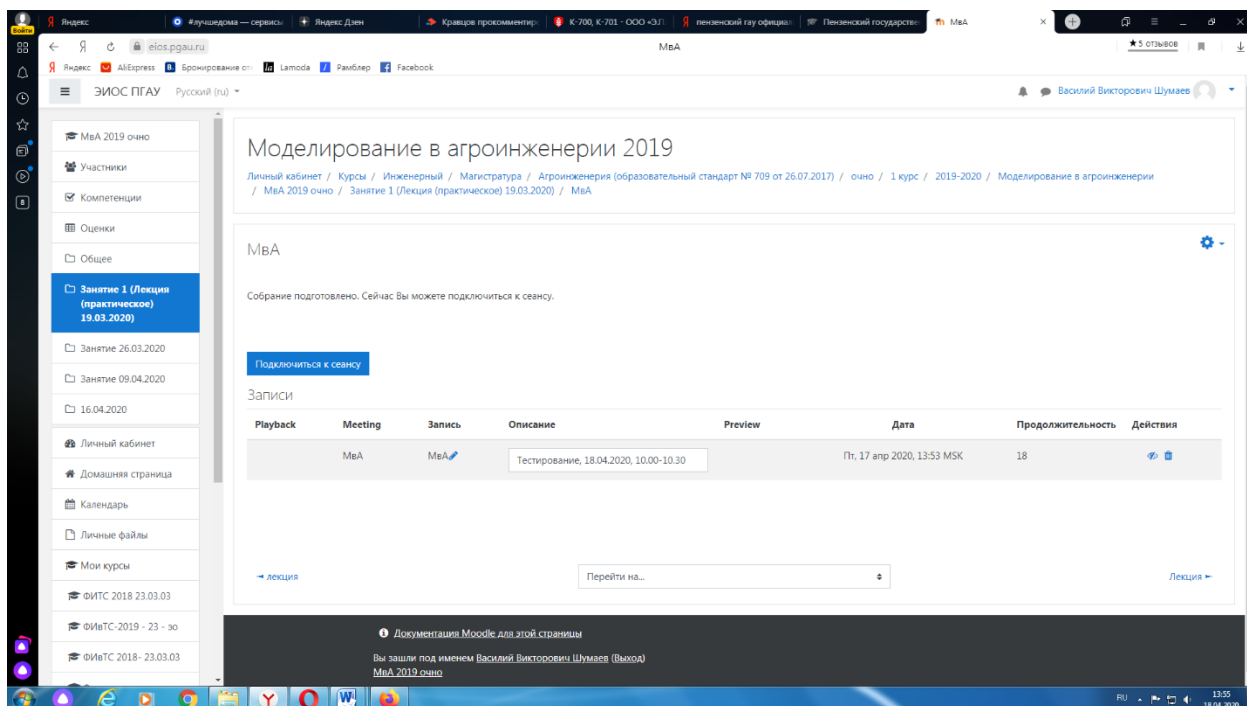 Войти
Яндекс
#лучшедома — сервисы
Яндекс Дзен
Кравцов прокомментир
К-700, К-701 - ООО «ЭЛ
пензенский гау официал
Пензенский государстве
МвА
eios.pgau.ru
МвА
★5 отзывов
Яндекс
AliExpress
Бронирование от
Lamoda
Рамблер
Facebook
ЭИОС ПГАУ
Русский (ru)
Василий Викторович Шумаев
МвА 2019 очно
Участники
Компетенции
Оценки
Общее
Занятие 1 (Лекция
(практическое)
19.03.2020)
Занятие 26.03.2020
Занятие 09.04.2020
16.04.2020
Личный кабинет
Домашняя страница
Календарь
Личные файлы
Мои курсы
ФИТС 2018 23.03.03
ФИвТС-2019 - 23 - зо
ФИвТС 2018- 23.03.03
Моделирование в агроинженерии 2019
Личный кабинет / Курсы / Инженерный / Магистратура / Агроинженерия (образовательный стандарт № 709 от 26.07.2017) / очно / 1 курс / 2019-2020 / Моделирование в агроинженерии
/ МвА 2019 очно / Занятие 1 (Лекция (практическое) 19.03.2020) / МвА
МвА
Собрание подготовлено. Сейчас Вы можете подключиться к сеансу.
Подключиться к сеансу
Записи
Playback Meeting Запись Описание Preview Дата Продолжительность Действия
МвА МвА Тестирование, 18.04.2020, 10.00-10.30 Пт, 17 апр 2020, 13:53 MSK 18
◄ лекция
Перейти на...
Лекция ►
Документация Moodle для этой страницы
Вы зашли под именем Василий Викторович Шумаев (Выход)
МвА 2019 очно
RU
13:55
18.04.2020